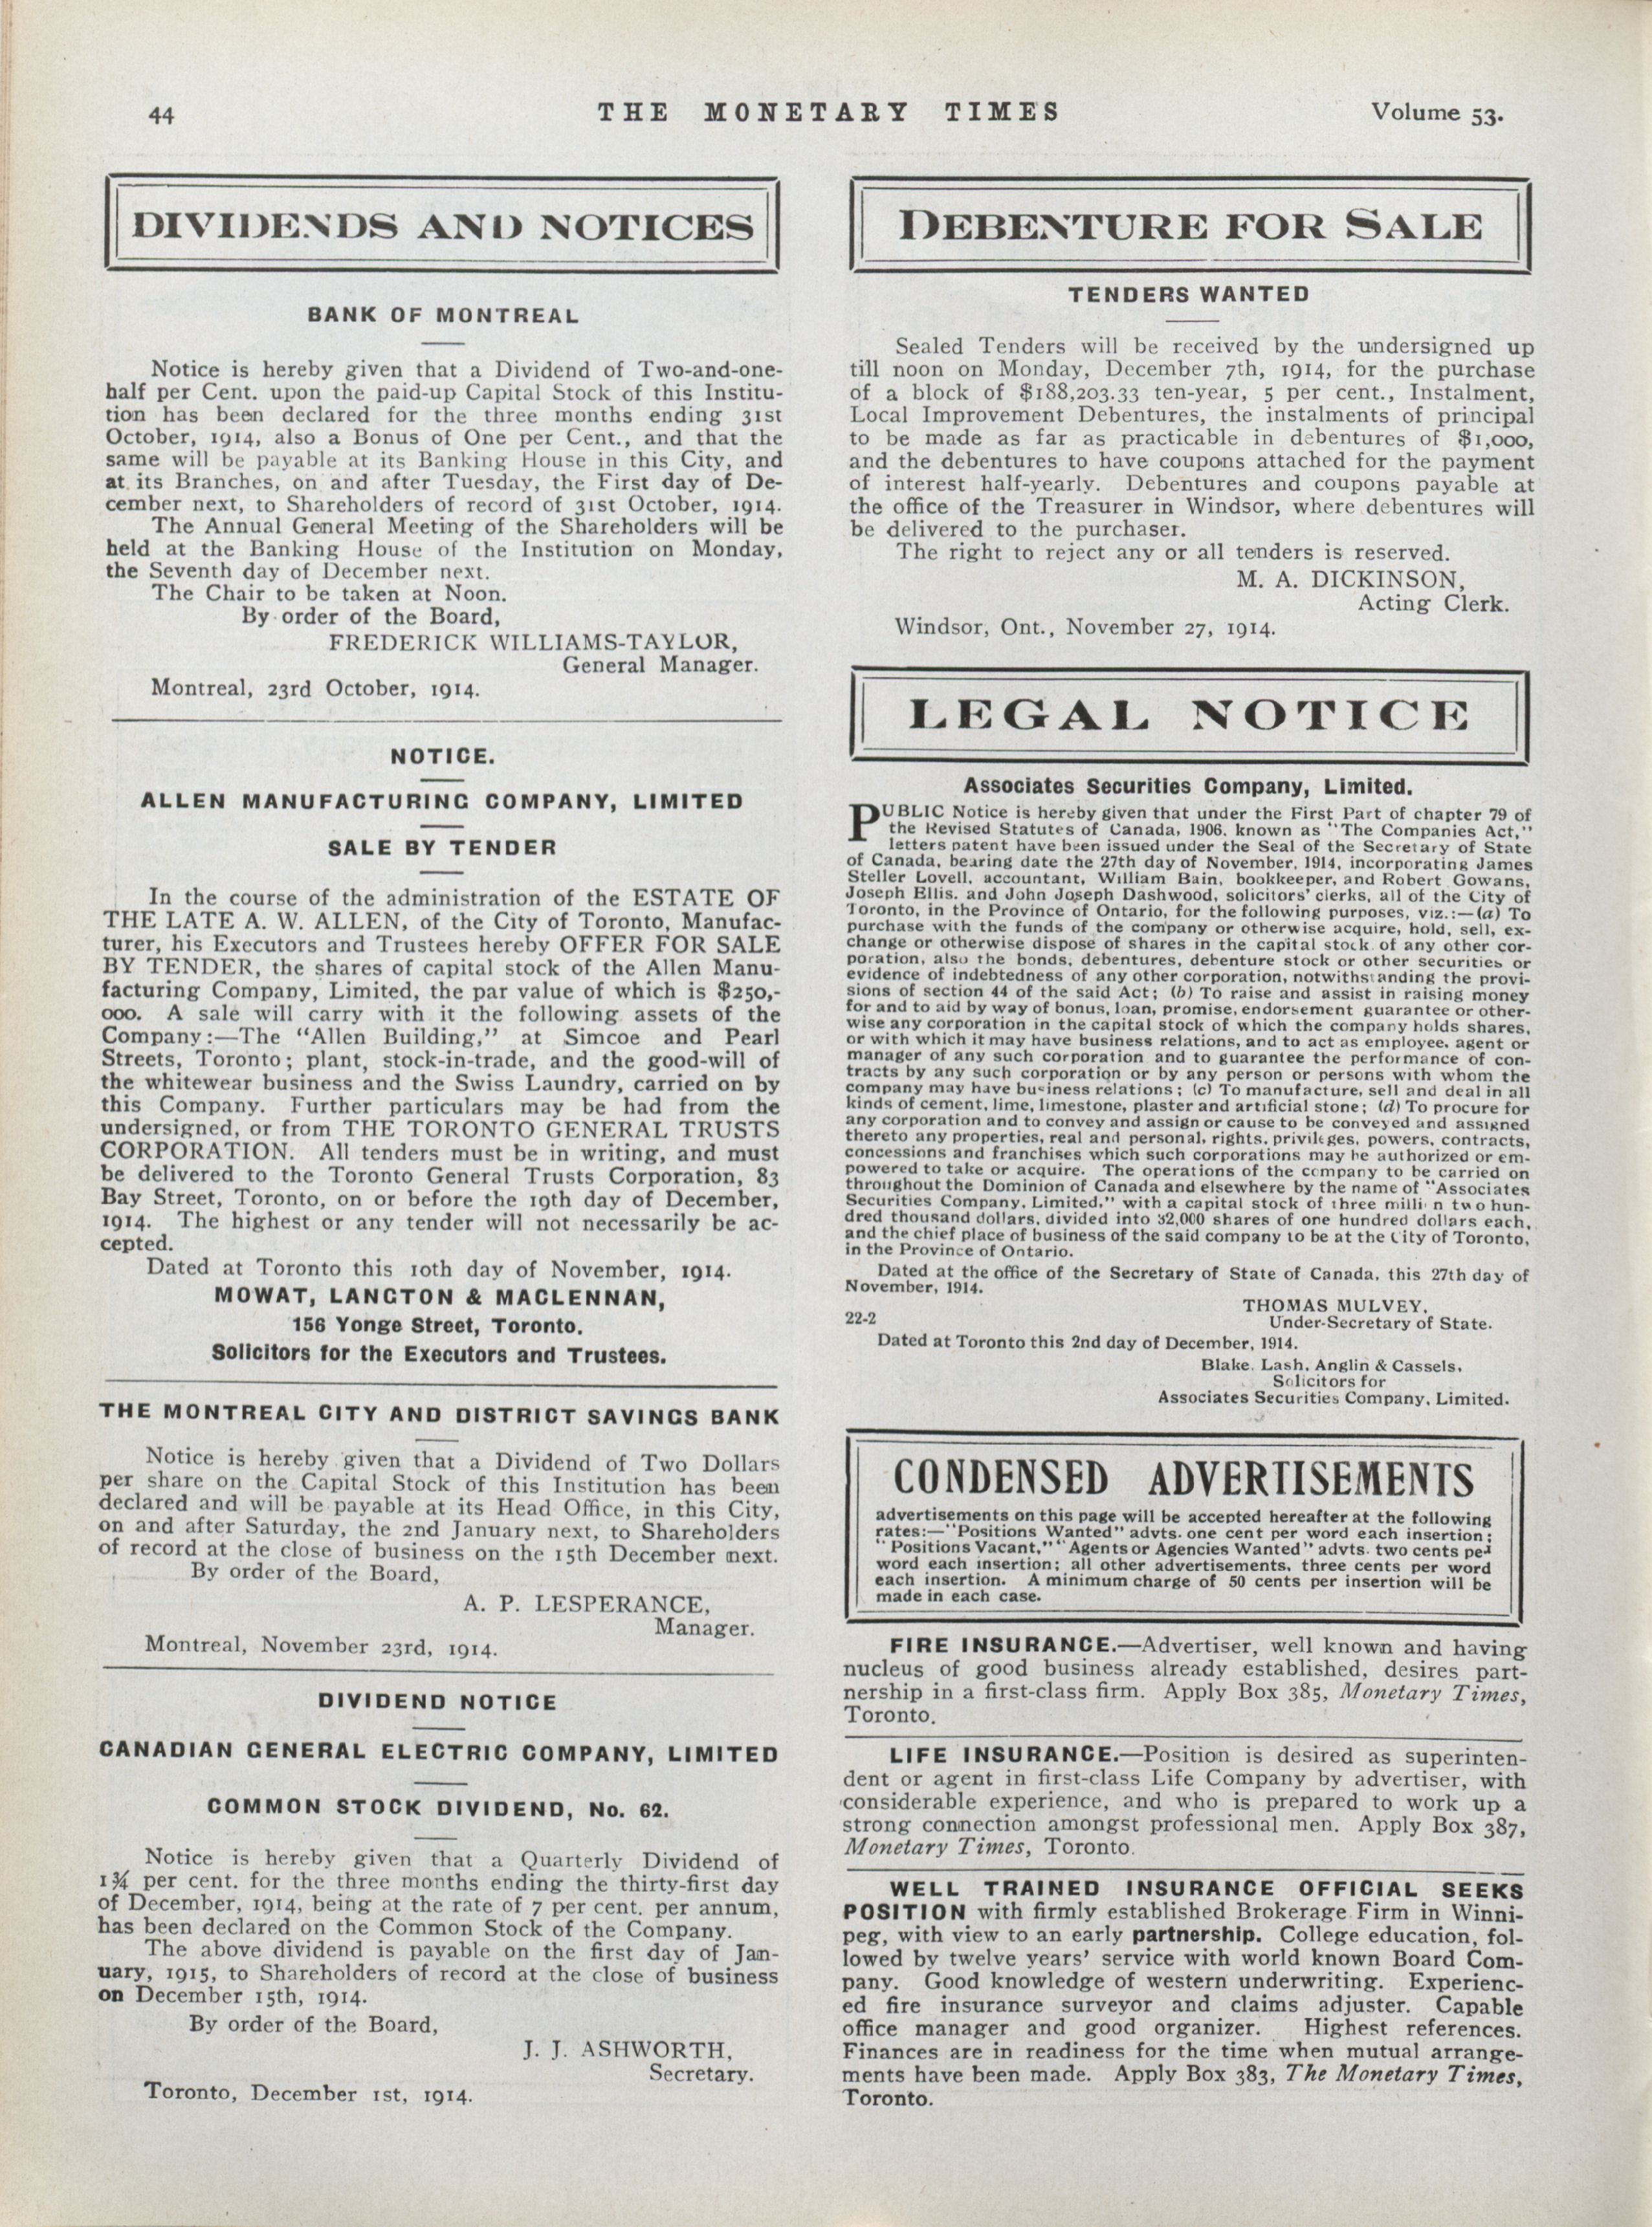 44
THE MONETARY TIMES
Volume 53.
DIVIDENDS AND NOTICES
BANK OF MONTREAL
Notice is hereby given that a Dividend of Two-and-one-
half per Cent. upon the paid-up Capital Stock of this Institu-
tion has been declared for the three months ending 31st
October, 1914, also a Bonus of One per Cent., and that the
same will be payable at its Banking House in this City, and
at its Branches, on and after Tuesday, the First day of De-
cember next, to Shareholders of record of 31st October, 1914.
The Annual General Meeting of the Shareholders will be
held at the Banking House of the Institution on Monday,
the Seventh day of December next.
The Chair to be taken at Noon.
By order of the Board,
FREDERICK WILLIAMS-TAYLOR,
General Manager.
Montreal, 23rd October, 1914.
NOTICE.
ALLEN MANUFACTURING COMPANY, LIMITED
SALE BY TENDER
In the course of the administration of the ESTATE OF
THE LATE A. W. ALLEN, of the City of Toronto, Manufac-
turer, his Executors and Trustees hereby OFFER FOR SALE
BY TENDER, the shares of capital stock of the Allen Manu-
facturing Company, Limited, the par value of which is $250,-
000. A sale will carry with it the following assets of the
Company:—The "Allen Building," at Simcoe and Pearl
Streets, Toronto; plant, stock-in-trade, and the good-will of
the whitewear business and the Swiss Laundry, carried on by
this Company. Further particulars may be had from the
undersigned, or from THE TORONTO GENERAL TRUSTS
CORPORATION. All tenders must be in writing, and must
be delivered to the Toronto General Trusts Corporation, 83
Bay Street, Toronto, on or before the 19th day of December,
1914. The highest or any tender will not necessarily be ac-
cepted.
Dated at Toronto this 10th day of November, 1914.
MOWAT, LANGTON & MACLENNAN,
156 Yonge Street, Toronto.
Solicitors for the Executors and Trustees.
THE MONTREAL CITY AND DISTRICT SAVINGS BANK
Notice is hereby given that a Dividend of Two Dollars
per share on the Capital Stock of this Institution has been
declared and will be payable at its Head Office, in this City,
on and after Saturday, the 2nd January next, to Shareholders
of record at the close of business on the 15th December next.
By order of the Board,
A. P. LESPERANCE,
Manager.
Montreal, November 23rd, 1914.
DIVIDEND NOTICE
CANADIAN GENERAL ELECTRIC COMPANY, LIMITED
COMMON STOCK DIVIDEND, No. 62.
Notice is hereby given that a Quarterly Dividend of
1¾ per cent. for the three months ending the thirty-first day
of December, 1914, being at the rate of 7 per cent. per annum,
has been declared on the Common Stock of the Company.
The above dividend is payable on the first day of Jan-
uary, 1915, to Shareholders of record at the close of business
on December 15th, 1914.
By order of the Board,
J. J. ASHWORTH,
Secretary.
Toronto, December 1st, 1914.
DEBENTURE FOR SALE
TENDERS WANTED
Sealed Tenders will be received by the undersigned up
till noon on Monday, December 7th, 1914, for the purchase
of a block of $188,203.33 ten-year, 5 per cent., Instalment,
Local Improvement Debentures, the instalments of principal
to be made as far as practicable in debentures of $1,000,
and the debentures to have coupons attached for the payment
of interest half-yearly. Debentures and coupons payable at
the office of the Treasurer in Windsor, where debentures will
be delivered to the purchaser.
The right to reject any or all tenders is reserved.
M. A. DICKINSON,
Acting Clerk.
Windsor, Ont., November 27, 1914.
LEGAL NOTICE
Associates Securities Company, Limited.
PUBLIC Notice is hereby given that under the First Part of chapter 79 of
the Revised Statutes of Canada, 1906, known as "The Companies Act,"
letters patent have been issued under the Seal of the Secretary of State
of Canada, bearing date the 27th day of November, 1914, incorporating James
Steller Lovell, accountant, William Bain, bookkeeper, and Robert Gowans,
Joseph Ellis, and John Joseph Dashwood, solicitors' clerks, all of the City of
Toronto, in the Province of Ontario, for the following purposes, viz.:—(a) To
purchase with the funds of the company or otherwise acquire, hold, sell, ex-
change or otherwise dispose of shares in the capital stock of any other cor-
poration, also the bonds, debentures, debenture stock or other securities or
evidence of indebtedness of any other corporation, notwithstanding the provi-
sions of section 44 of the said Act; (b) To raise and assist in raising money
for and to aid by way of bonus, loan, promise, endorsement guarantee or other-
wise any corporation in the capital stock of which the company holds shares,
or with which it may have business relations, and to act as employee, agent or
manager of any such corporation and to guarantee the performance of con-
tracts by any such corporation or by any person or persons with whom the
company may have business relations; (c) To manufacture, sell and deal in all
kinds of cement, lime, limestone, plaster and artificial stone; (d) To procure for
any corporation and to convey and assign or cause to be conveyed and assigned
thereto any properties, real and personal, rights, privileges, powers, contracts,
concessions and franchises which such corporations may be authorized or em-
powered to take or acquire. The operations of the company to be carried on
throughout the Dominion of Canada and elsewhere by the name of "Associates
Securities Company, Limited," with a capital stock of three million two hun-
dred thousand dollars, divided into 32,000 shares of one hundred dollars each,
and the chief place of business of the said company to be at the City of Toronto,
in the Province of Ontario.
Dated at the office of the Secretary of State of Canada, this 27th day of
November, 1914.
THOMAS MULVEY,
22-2
Under-Secretary of State.
Dated at Toronto this 2nd day of December, 1914.
Blake, Lash, Anglin & Cassels,
Solicitors for
Associates Securities Company, Limited.
CONDENSED ADVERTISEMENTS
advertisements on this page will be accepted hereafter at the following
rates:—"Positions Wanted" advts. one cent per word each insertion;
"Positions Vacant," "Agents or Agencies Wanted" advts. two cents per
word each insertion; all other advertisements, three cents per word
each insertion. A minimum charge of 50 cents per insertion will be
made in each case.
FIRE INSURANCE.—Advertiser, well known and having
nucleus of good business already established, desires part-
nership in a first-class firm. Apply Box 385, Monetary Times,
Toronto.
LIFE INSURANCE.—Position is desired as superinten-
dent or agent in first-class Life Company by advertiser, with
considerable experience, and who is prepared to work up a
strong connection amongst professional men. Apply Box 387,
Monetary Times, Toronto.
WELL TRAINED INSURANCE OFFICIAL SEEKS
POSITION with firmly established Brokerage Firm in Winni-
peg, with view to an early partnership. College education, fol-
lowed by twelve years' service with world known Board Com-
pany. Good knowledge of western underwriting. Experienc-
ed fire insurance surveyor and claims adjuster. Capable
office manager and good organizer. Highest references.
Finances are in readiness for the time when mutual arrange-
ments have been made. Apply Box 383, The Monetary Times,
Toronto.